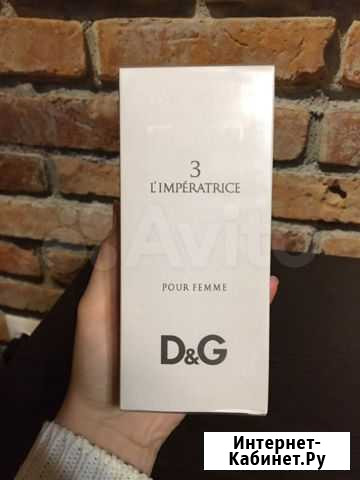 3
L'IMPÉRATRICE
Avito
POUR FEMME
D&G
Интернет-
Кабинет.Ру